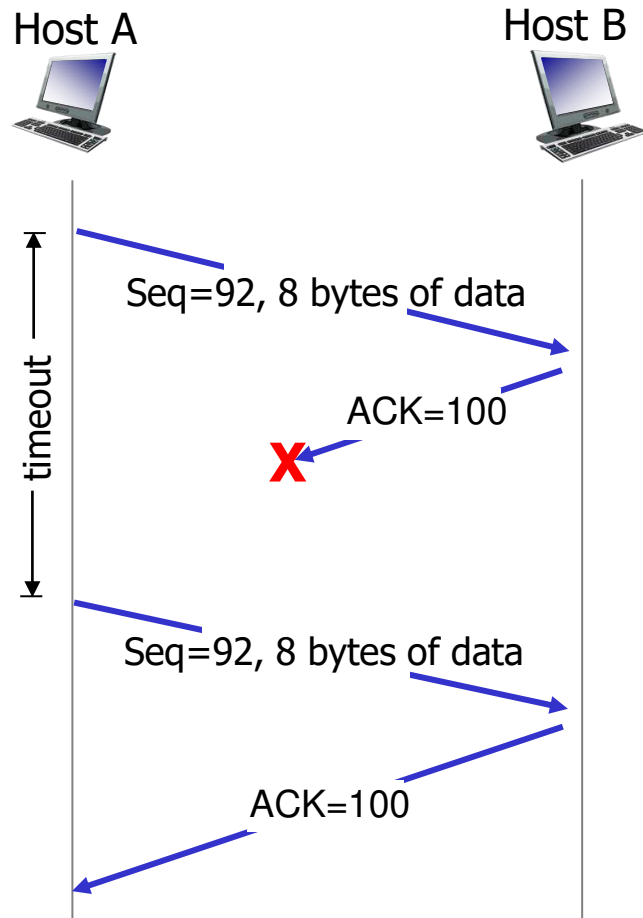 Host A
Host B
Seq=92, 8 bytes of data
ACK=100
X
timeout
Seq=92, 8 bytes of data
ACK=100